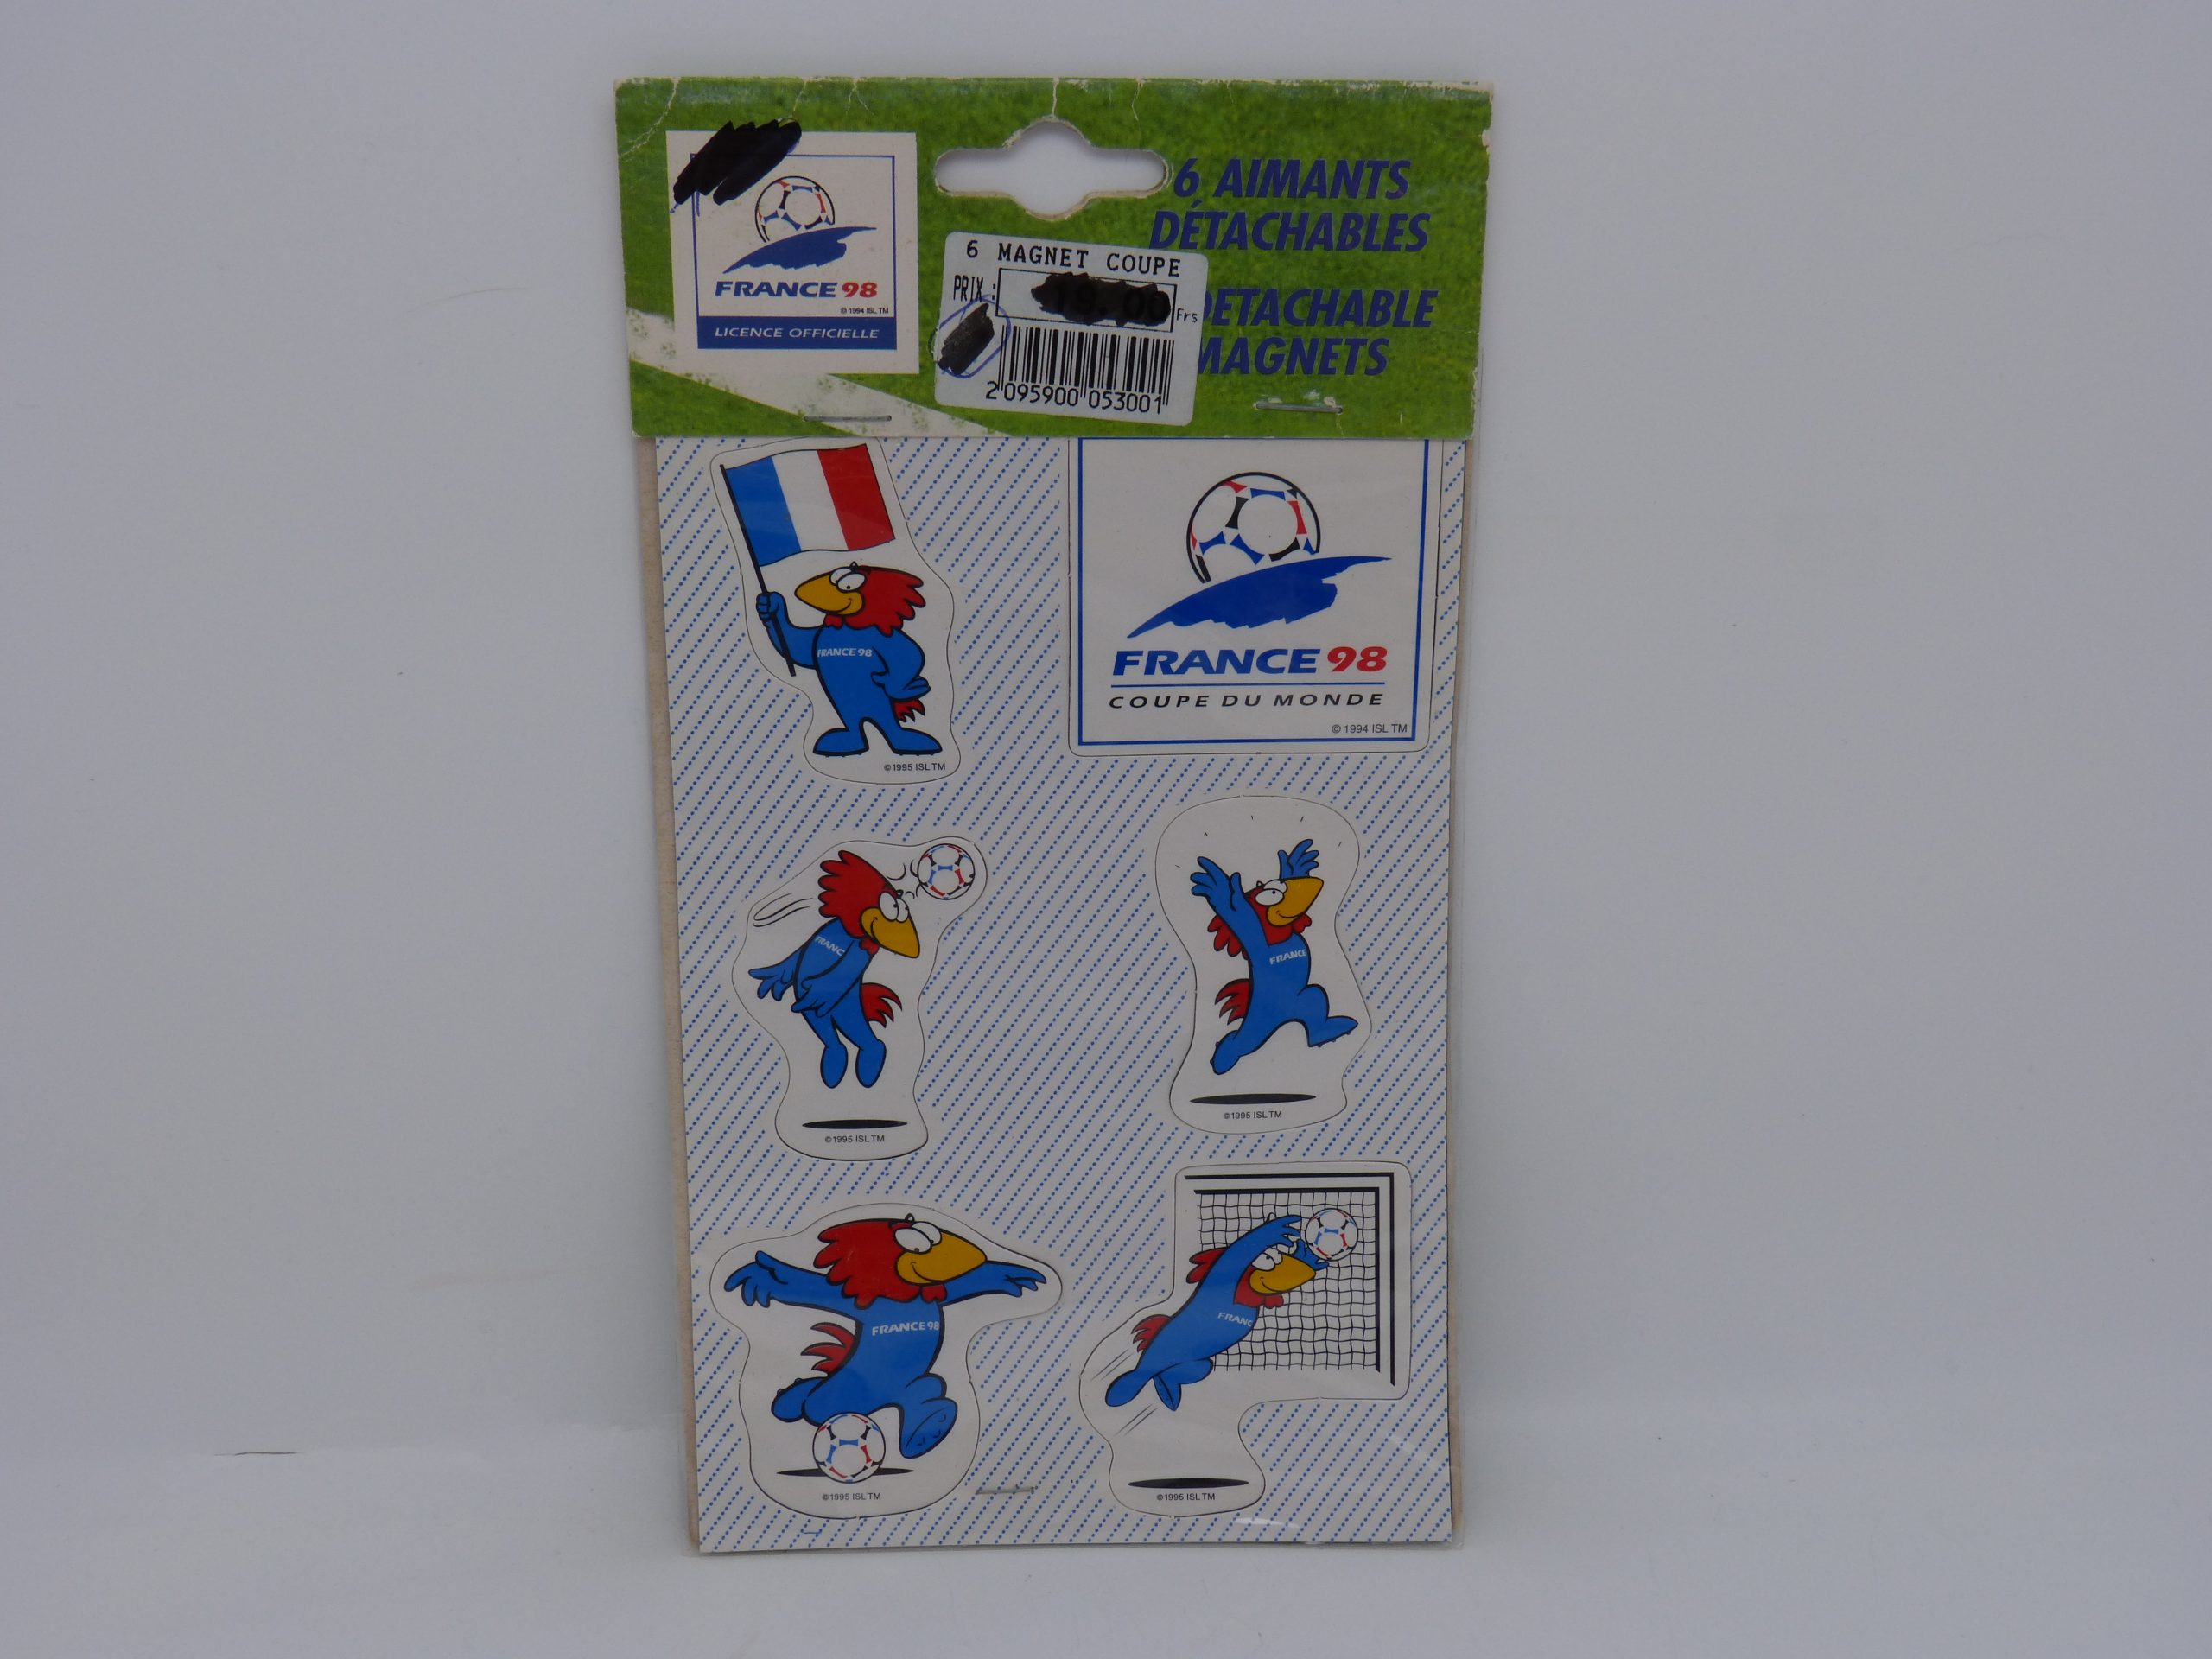 6 AIMANTS
DÉTACHABLES
DETACHABLE
MAGNETS
FRANCE 98
© 1994 ISL TM
LICENCE OFFICIELLE
6 MAGNET COUPE
PRIX :
Frs
2 095900 053001
FRANCE 98
©1995 ISL TM
FRANCE 98
COUPE DU MONDE
© 1994 ISL TM
FRANC
©1995 ISL TM
FRANCE
©1995 ISL TM
FRANCE 98
©1995 ISL TM
FRANC
©1995 ISL TM